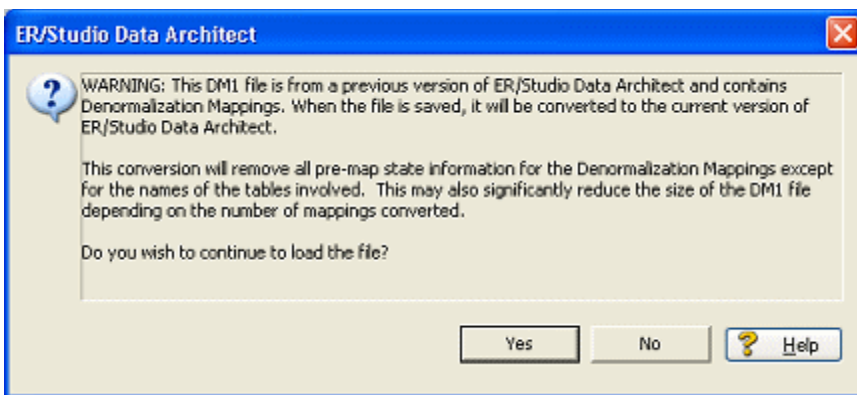 ER/Studio Data Architect
WARNING: This DM1 file is from a previous version of ER/Studio Data Architect and contains
Denormalization Mappings. When the file is saved, it will be converted to the current version of
ER/Studio Data Architect.
This conversion will remove all pre-map state information for the Denormalization Mappings except
for the names of the tables involved.  This may also significantly reduce the size of the DM1 file
depending on the number of mappings converted.
Do you wish to continue to load the file?
Yes
No
Help